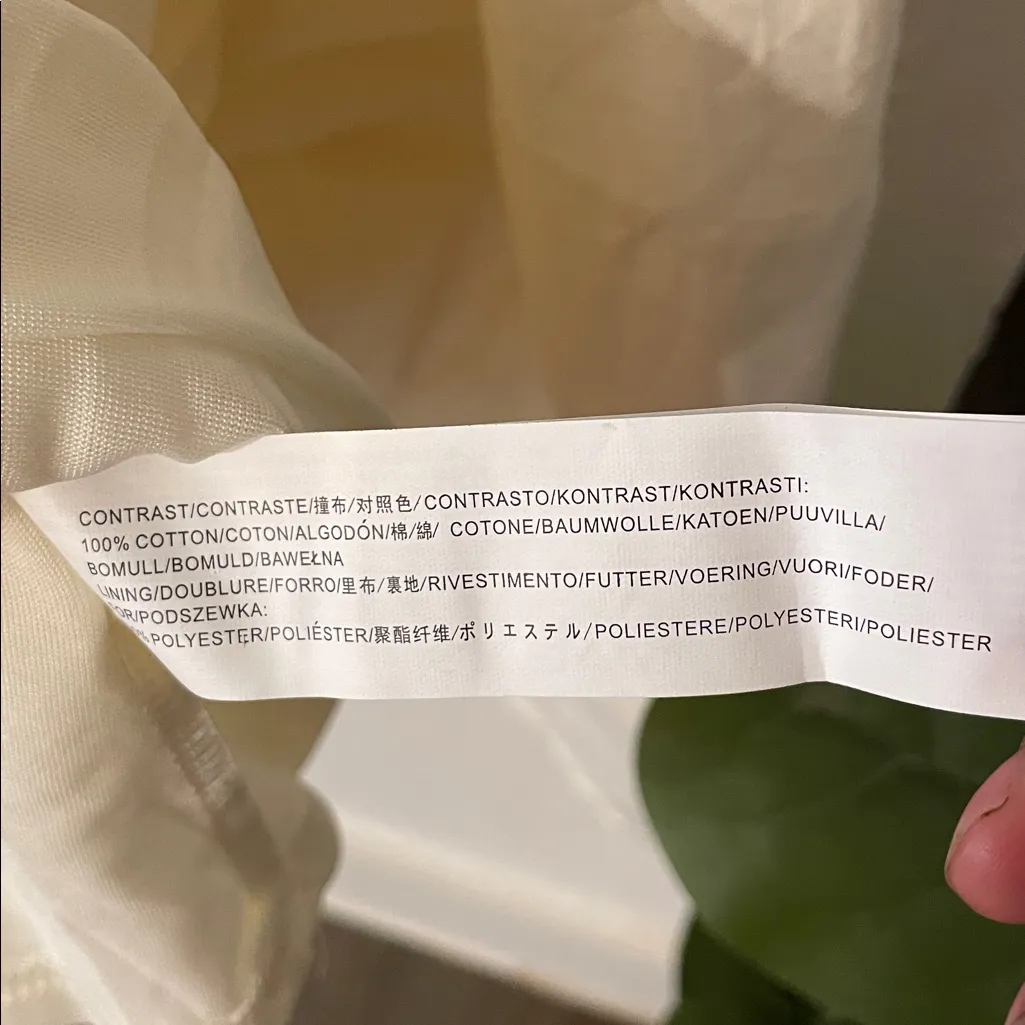 CONTRAST/CONTRASTE/撞布/对照色/CONTRASTO/KONTRAST/KONTRASTI:
100% COTTON/COTON/ALGODÓN/棉/綿/ COTONE/BAUMWOLLE/KATOEN/PUUVILLA/
BOMULL/BOMULD/BAWEŁNA
LINING/DOUBLURE/FORRO/里布/裏地/RIVESTIMENTO/FUTTER/VOERING/VUORI/FODER/
/PODSZEWKA:
POLYESTER/POLIÉSTER/聚酯纤维/ポリエステル/POLIESTERE/POLYESTERI/POLIESTER